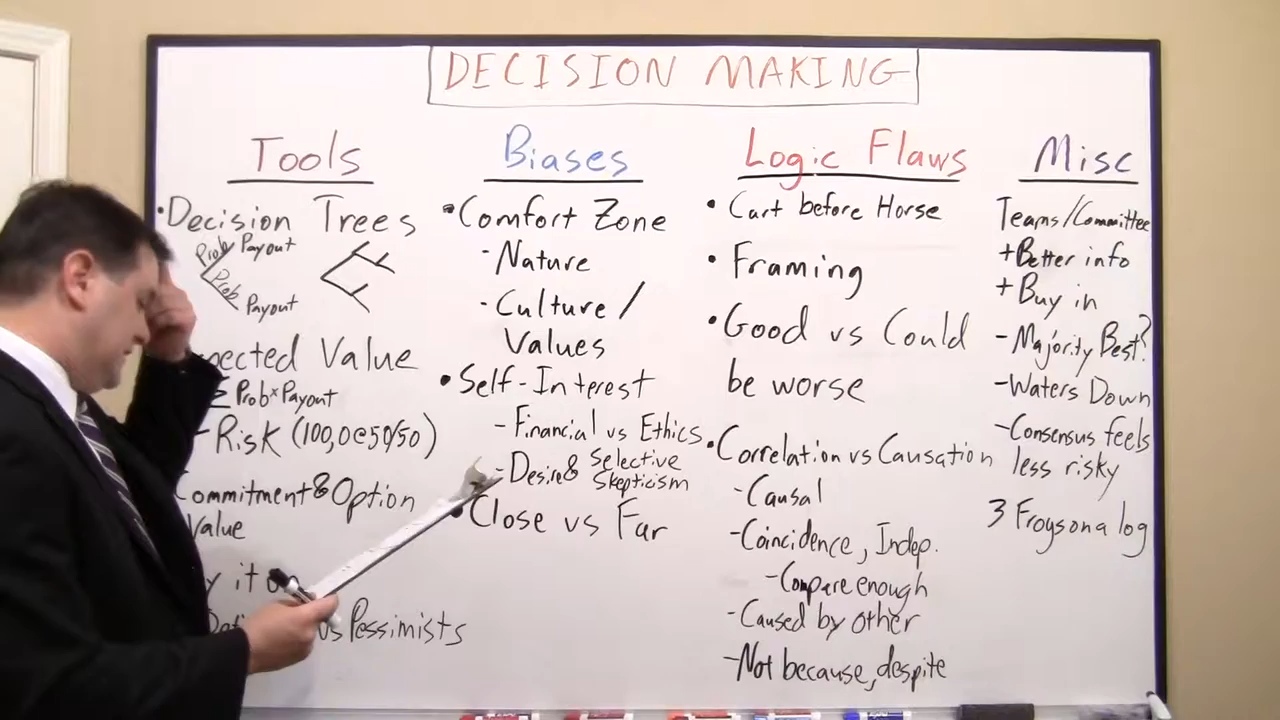 DECISION MAKING
Tools
• Decision Trees
Prob Payout
Prob Payout
pected Value
Prob×Payout
- Risk (100,0@50/50)
Commitment & Option
Value
it
vs Pessimists
Biases
• Comfort Zone
- Nature
- Culture /
Values
• Self-Interest
- Financial vs Ethics
- Desire & Selective
Skepticism
• Close vs Far
Logic Flaws
• Cart before Horse
• Framing
• Good vs Could
be worse
• Correlation vs Causation
- Causal
- Coincidence, Indep.
- Compare enough
- Caused by other
- Not because, despite
Misc
Teams/Committee
+ Better info
+ Buy in
- Majority Best?
- Waters Down
- Consensus feels
less risky
3 Frogs on a log